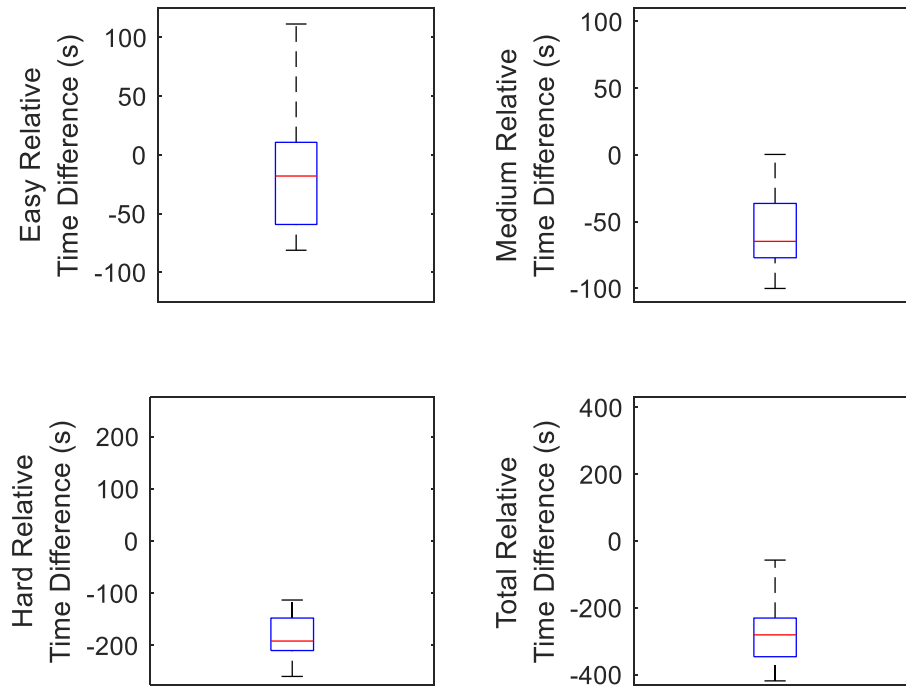 Easy Relative
Time Difference (s)
100
50
0
-50
-100
Medium Relative
Time Difference (s)
100
50
0
-50
-100
Hard Relative
Time Difference (s)
200
100
0
-100
-200
Total Relative
Time Difference (s)
400
200
0
-200
-400